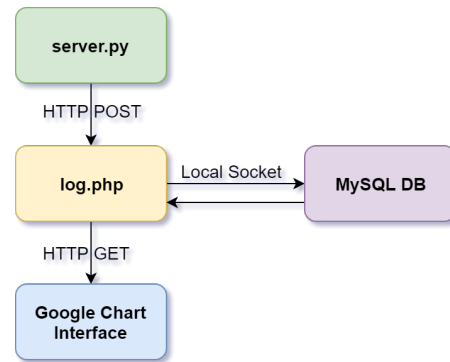 server.py
HTTP POST
log.php
Local Socket
MySQL DB
HTTP GET
Google Chart
Interface